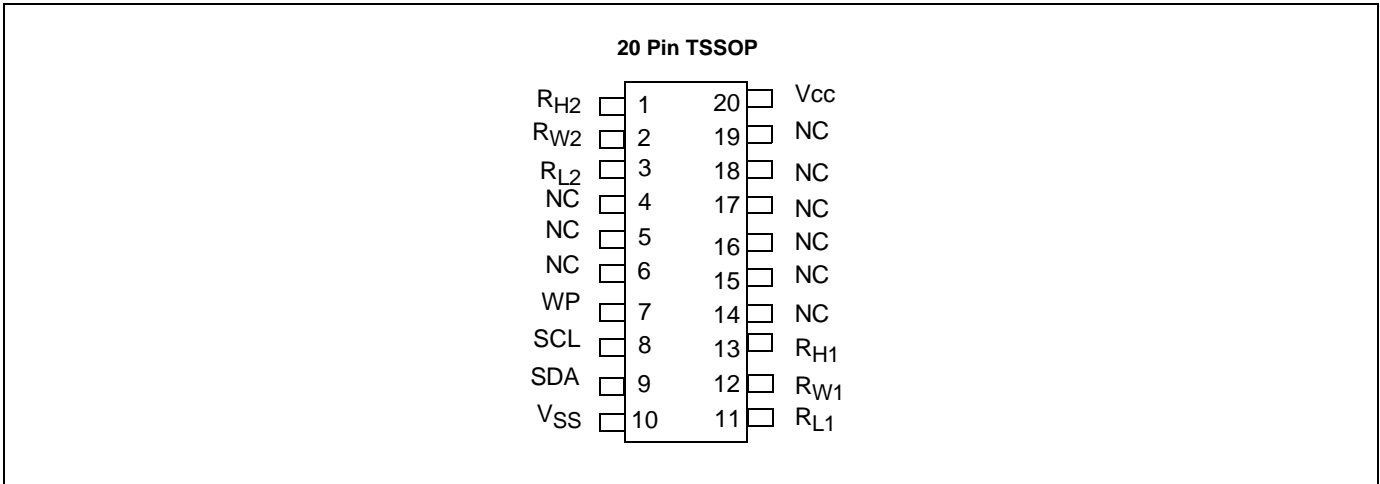 20 Pin TSSOP
RH2 1 20 Vcc
RW2 2 19 NC
RL2 3 18 NC
NC 4 17 NC
NC 5 16 NC
NC 6 15 NC
WP 7 14 NC
SCL 8 13 RH1
SDA 9 12 RW1
VSS 10 11 RL1